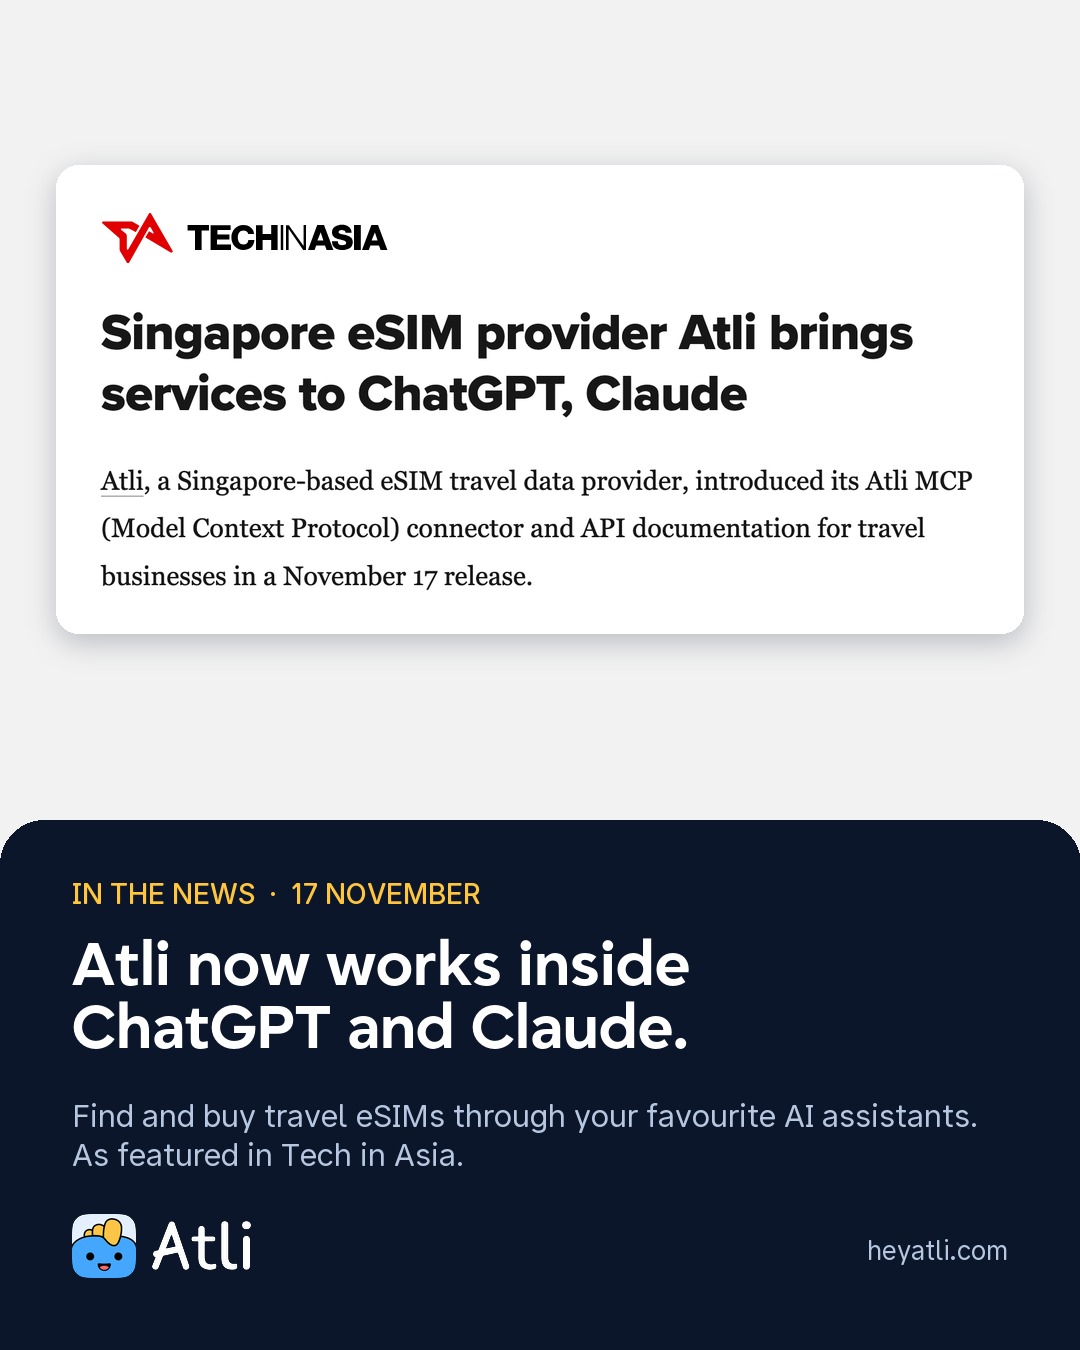 TECHINASIA
Singapore eSIM provider Atli brings
services to ChatGPT, Claude
Atli, a Singapore-based eSIM travel data provider, introduced its Atli MCP
(Model Context Protocol) connector and API documentation for travel
businesses in a November 17 release.
IN THE NEWS · 17 NOVEMBER
Atli now works inside
ChatGPT and Claude.
Find and buy travel eSIMs through your favourite AI assistants.
As featured in Tech in Asia.
Atli
heyatli.com